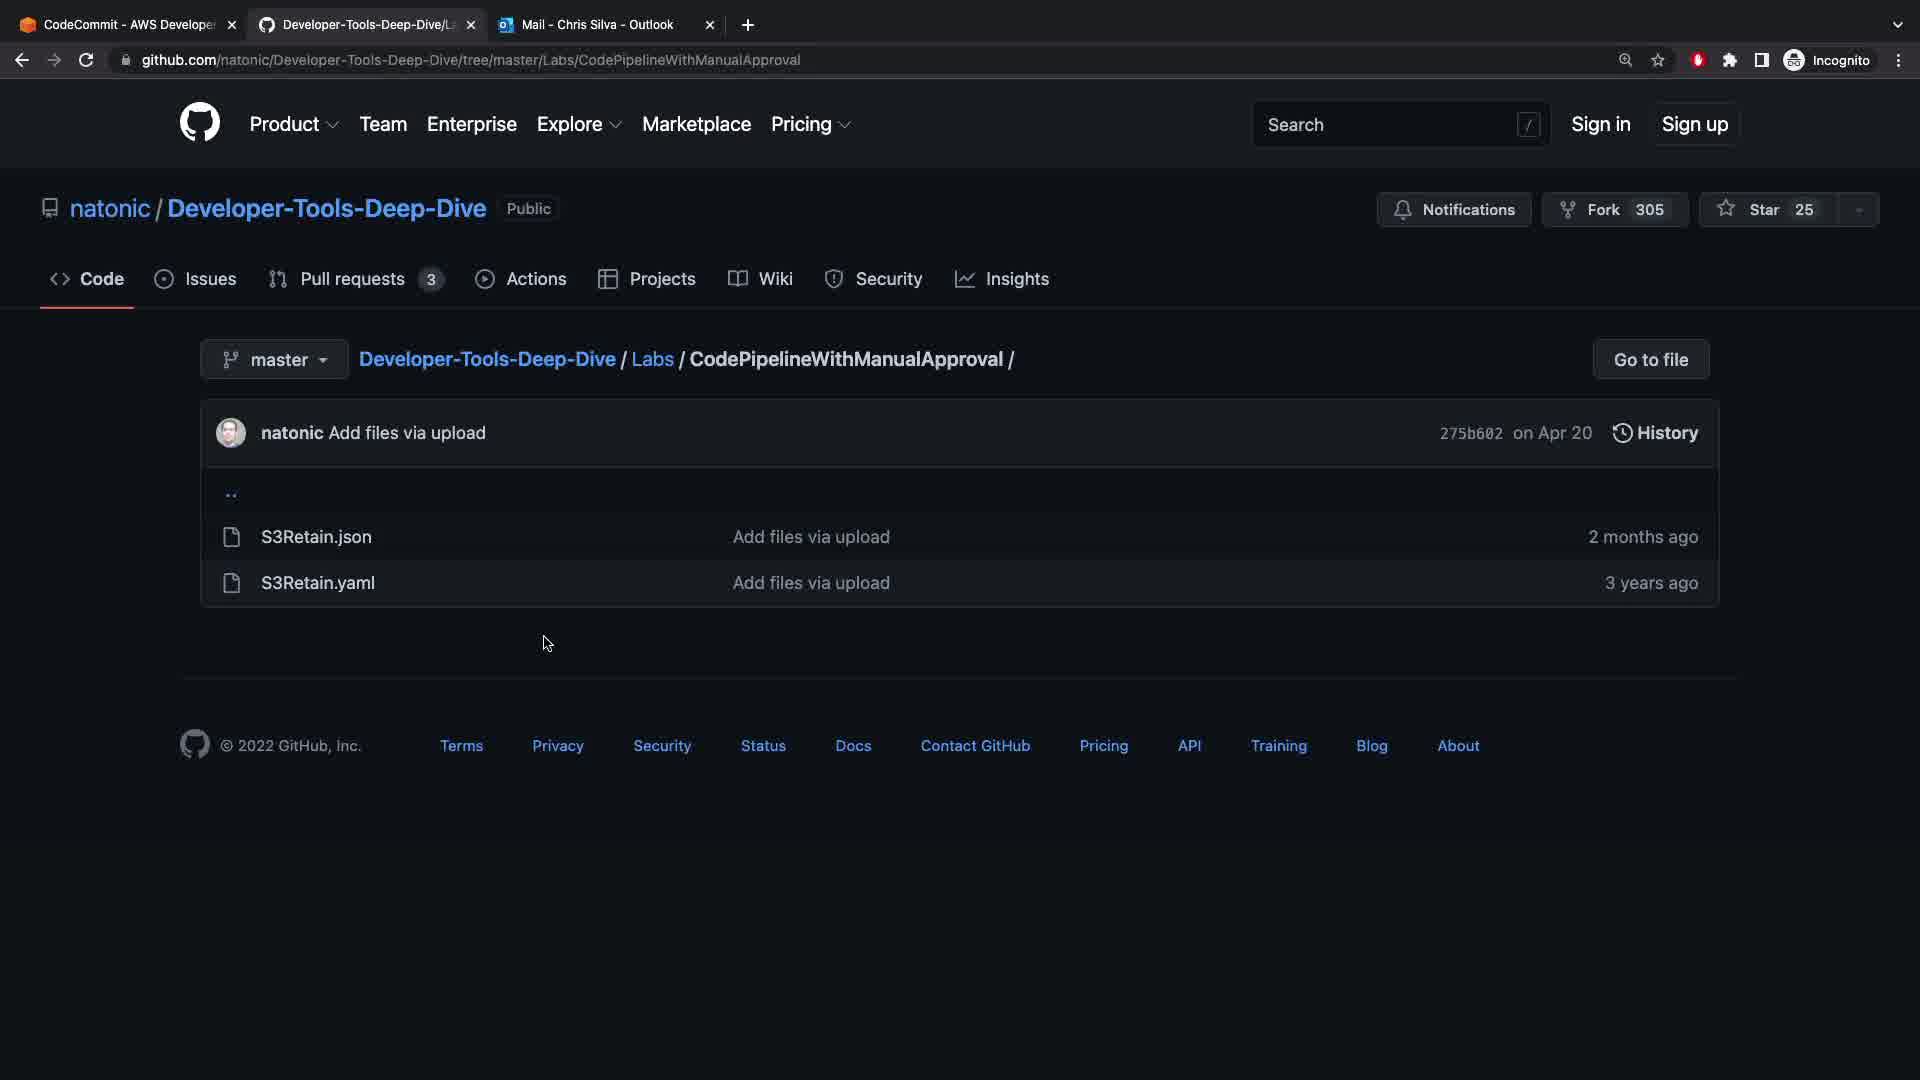 CodeCommit - AWS Develope
Developer-Tools-Deep-Dive/La
Mail - Chris Silva - Outlook
github.com/natonic/Developer-Tools-Deep-Dive/tree/master/Labs/CodePipelineWithManualApproval
Incognito
Product Team Enterprise Explore Marketplace Pricing
Search /
Sign in Sign up
natonic / Developer-Tools-Deep-Dive Public
Notifications Fork 305 Star 25
Code Issues Pull requests 3 Actions Projects Wiki Security Insights
master Developer-Tools-Deep-Dive / Labs / CodePipelineWithManualApproval / Go to file
natonic Add files via upload 275b602 on Apr 20 History
..
S3Retain.json Add files via upload 2 months ago
S3Retain.yaml Add files via upload 3 years ago
© 2022 GitHub, Inc. Terms Privacy Security Status Docs Contact GitHub Pricing API Training Blog About